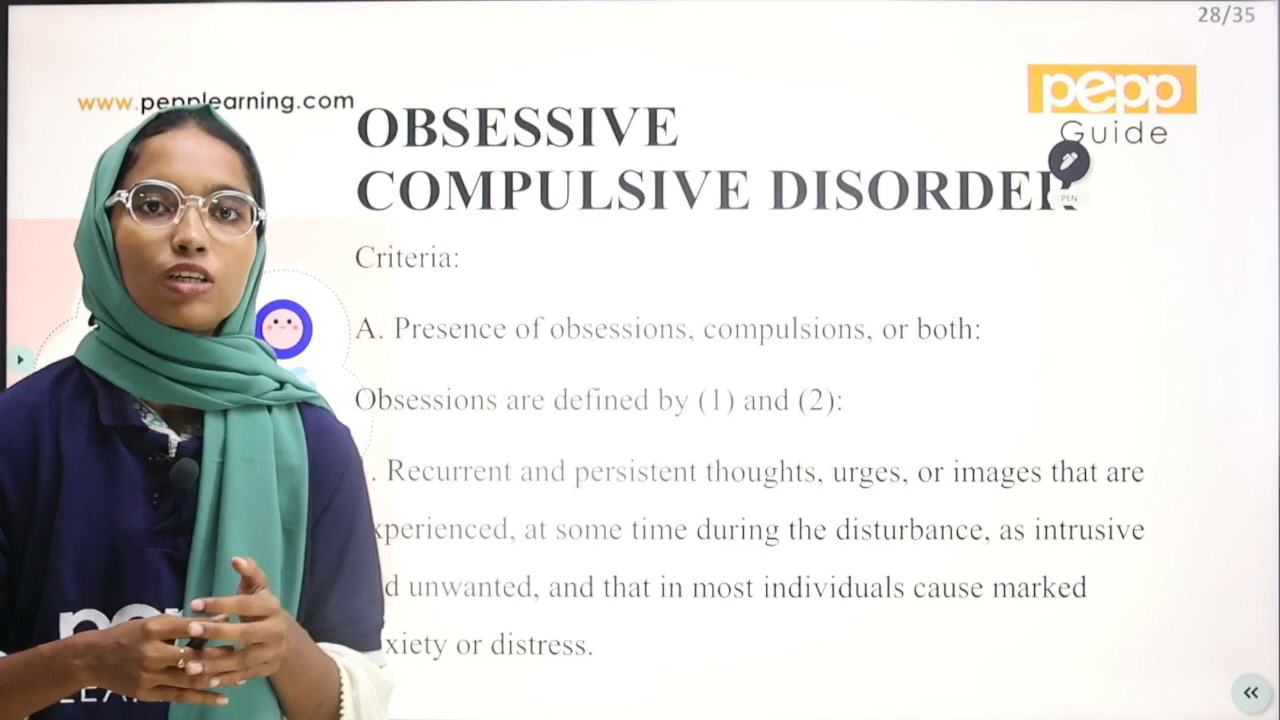 28/35
www.pepplearning.com
pepp
Guide
OBSESSIVE
COMPULSIVE DISORDER
PEN
Criteria:
A. Presence of obsessions, compulsions, or both:
Obsessions are defined by (1) and (2):
. Recurrent and persistent thoughts, urges, or images that are
xperienced, at some time during the disturbance, as intrusive
d unwanted, and that in most individuals cause marked
xiety or distress.